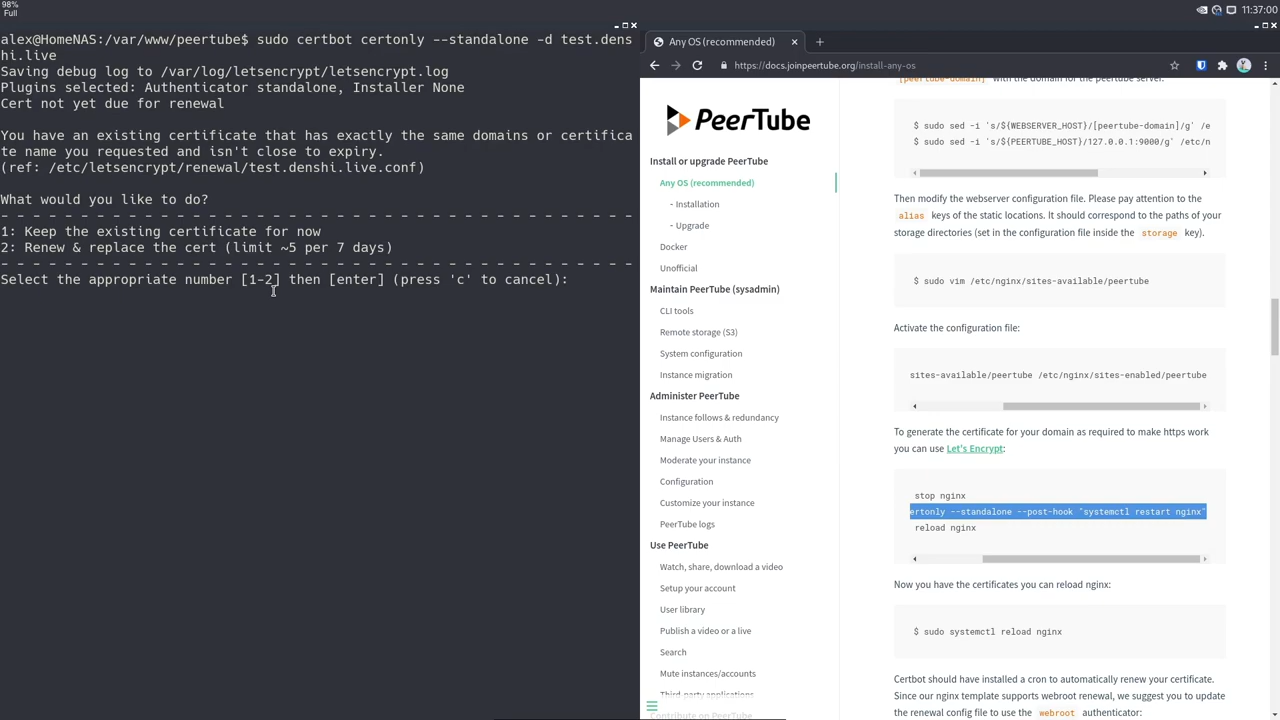 98%
Full
11:37:00
alex@HomeNAS:/var/www/peertube$ sudo certbot certonly --standalone -d test.dens
hi.live
Saving debug log to /var/log/letsencrypt/letsencrypt.log
Plugins selected: Authenticator standalone, Installer None
Cert not yet due for renewal
You have an existing certificate that has exactly the same domains or certifica
te name you requested and isn't close to expiry.
(ref: /etc/letsencrypt/renewal/test.denshi.live.conf)
What would you like to do?
- - - - - - - - - - - - - - - - - - - - - - - - - - - - - - - - - - - - - - - -
1: Keep the existing certificate for now
2: Renew & replace the cert (limit ~5 per 7 days)
- - - - - - - - - - - - - - - - - - - - - - - - - - - - - - - - - - - - - - - -
Select the appropriate number [1-2] then [enter] (press 'c' to cancel):
Any OS (recommended)
https://docs.joinpeertube.org/install-any-os
PeerTube
Install or upgrade PeerTube
Any OS (recommended)
- Installation
- Upgrade
Docker
Unofficial
Maintain PeerTube (sysadmin)
CLI tools
Remote storage (S3)
System configuration
Instance migration
Administer PeerTube
Instance follows & redundancy
Manage Users & Auth
Moderate your instance
Configuration
Customize your instance
PeerTube logs
Use PeerTube
Watch, share, download a video
Setup your account
User library
Publish a video or a live
Search
Mute instances/accounts
Third-party applications
Contribute on PeerTube
[peertube-domain] with the domain for the peertube server.
$ sudo sed -i 's/${WEBSERVER_HOST}/[peertube-domain]/g' /e
$ sudo sed -i 's/${PEERTUBE_HOST}/127.0.0.1:9000/g' /etc/n
Then modify the webserver configuration file. Please pay attention to the
alias keys of the static locations. It should correspond to the paths of your
storage directories (set in the configuration file inside the storage key).
$ sudo vim /etc/nginx/sites-available/peertube
Activate the configuration file:
sites-available/peertube /etc/nginx/sites-enabled/peertube
To generate the certificate for your domain as required to make https work
you can use Let's Encrypt:
stop nginx
ertonly --standalone --post-hook "systemctl restart nginx"
reload nginx
Now you have the certificates you can reload nginx:
$ sudo systemctl reload nginx
Certbot should have installed a cron to automatically renew your certificate.
Since our nginx template supports webroot renewal, we suggest you to update
the renewal config file to use the webroot authenticator: